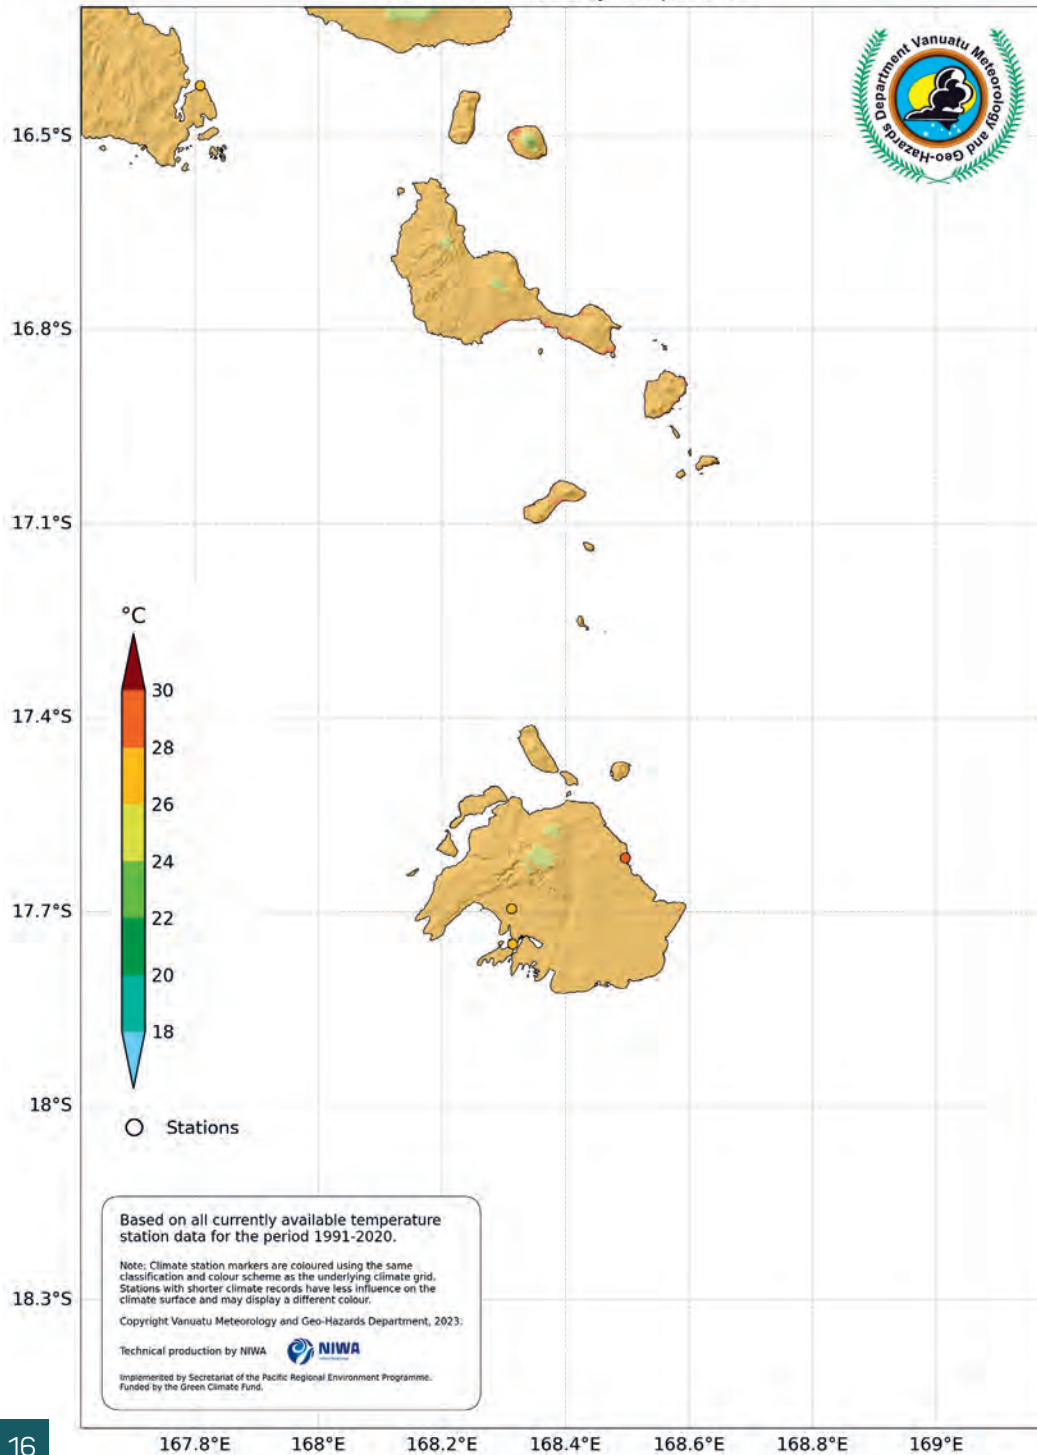 Department Vanuatu Meteorology and Geo-Hazards
16.5°S
16.8°S
17.1°S
°C
30
17.4°S
28
26
24
22
17.7°S
20
18
18°S
Stations
Based on all currently available temperature
station data for the period 1991-2020.
Note: Climate station markers are coloured using the same
classification and colour scheme as the underlying climate grid.
Stations with shorter climate records have less influence on the
climate surface and may display a different colour.
18.3°S
Copyright Vanuatu Meteorology and Geo-Hazards Department, 2023.
Technical production by NIWA NIWA
Implemented by Secretariat of the Pacific Regional Environment Programme.
Funded by the Green Climate Fund.
16
167.8°E 168°E 168.2°E 168.4°E 168.6°E 168.8°E 169°E